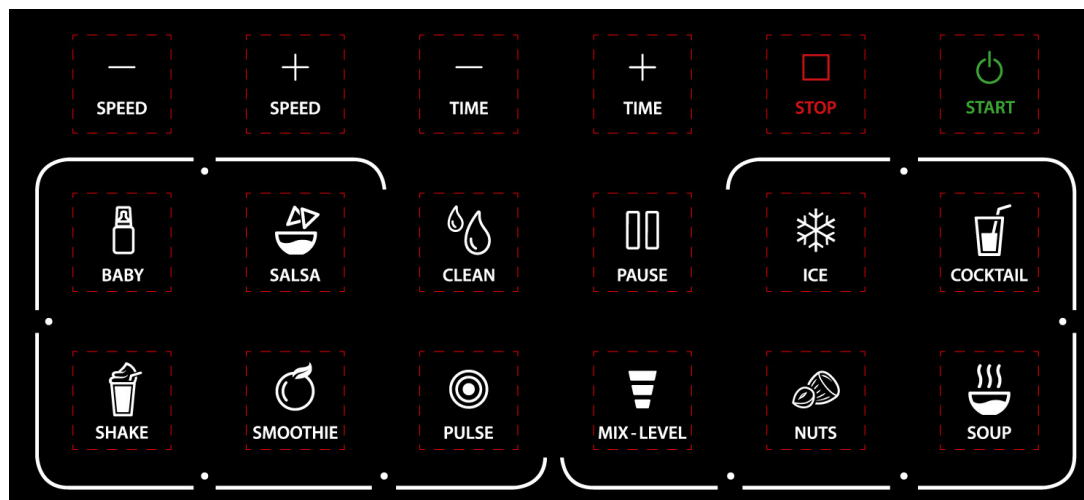 SPEED
SPEED
TIME
TIME
STOP
START
BABY
SALSA
CLEAN
PAUSE
ICE
COCKTAIL
SHAKE
SMOOTHIE
PULSE
MIX-LEVEL
NUTS
SOUP